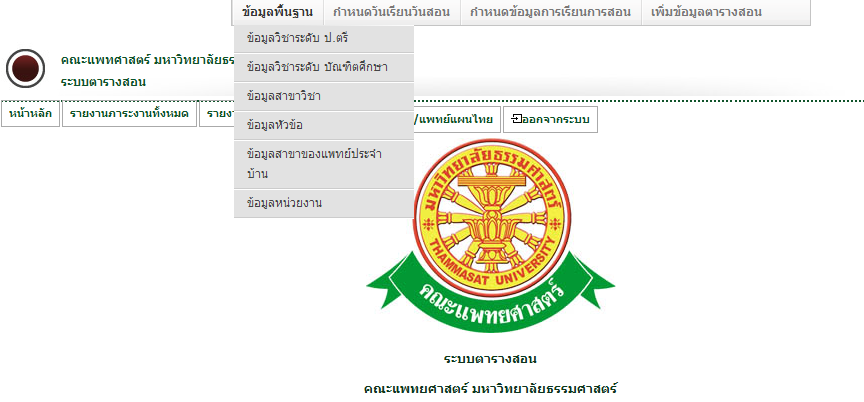 ข้อมูลพื้นฐาน กำหนดวันเรียนวันสอน กำหนดข้อมูลการเรียนการสอน เพิ่มข้อมูลตารางสอน
ข้อมูลวิชาระดับ ป.ตรี
ข้อมูลวิชาระดับ บัณฑิตศึกษา
ข้อมูลสาขาวิชา
ข้อมูลหัวข้อ
ข้อมูลสาขาของแพทย์ประจำ
บ้าน
ข้อมูลหน่วยงาน
คณะแพทศาสตร์ มหาวิทยาลัยธร
ระบบตารางสอน
หน้าหลัก รายงานภาระงานทั้งหมด รายง /แพทย์แผนไทย ออกจากระบบ
มหาวิทยาลัยธรรมศาสตร์
THAMMASAT UNIVERSITY
คณะแพทยศาสตร์
ระบบตารางสอน
คณะแพทยศาสตร์ มหาวิทยาลัยธรรมศาสตร์